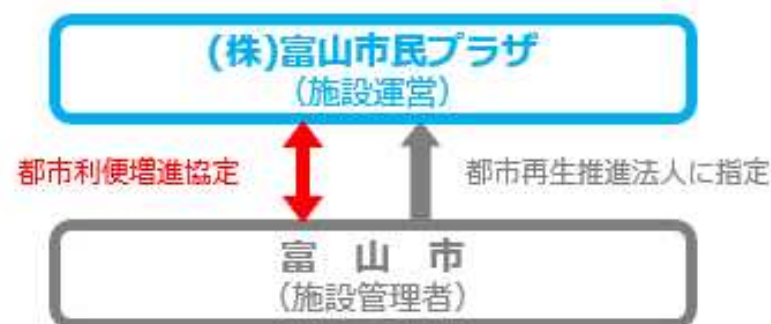 (株)富山市民プラザ
(施設運営)
都市利便増進協定
都市再生推進法人に指定
富 山 市
(施設管理者)